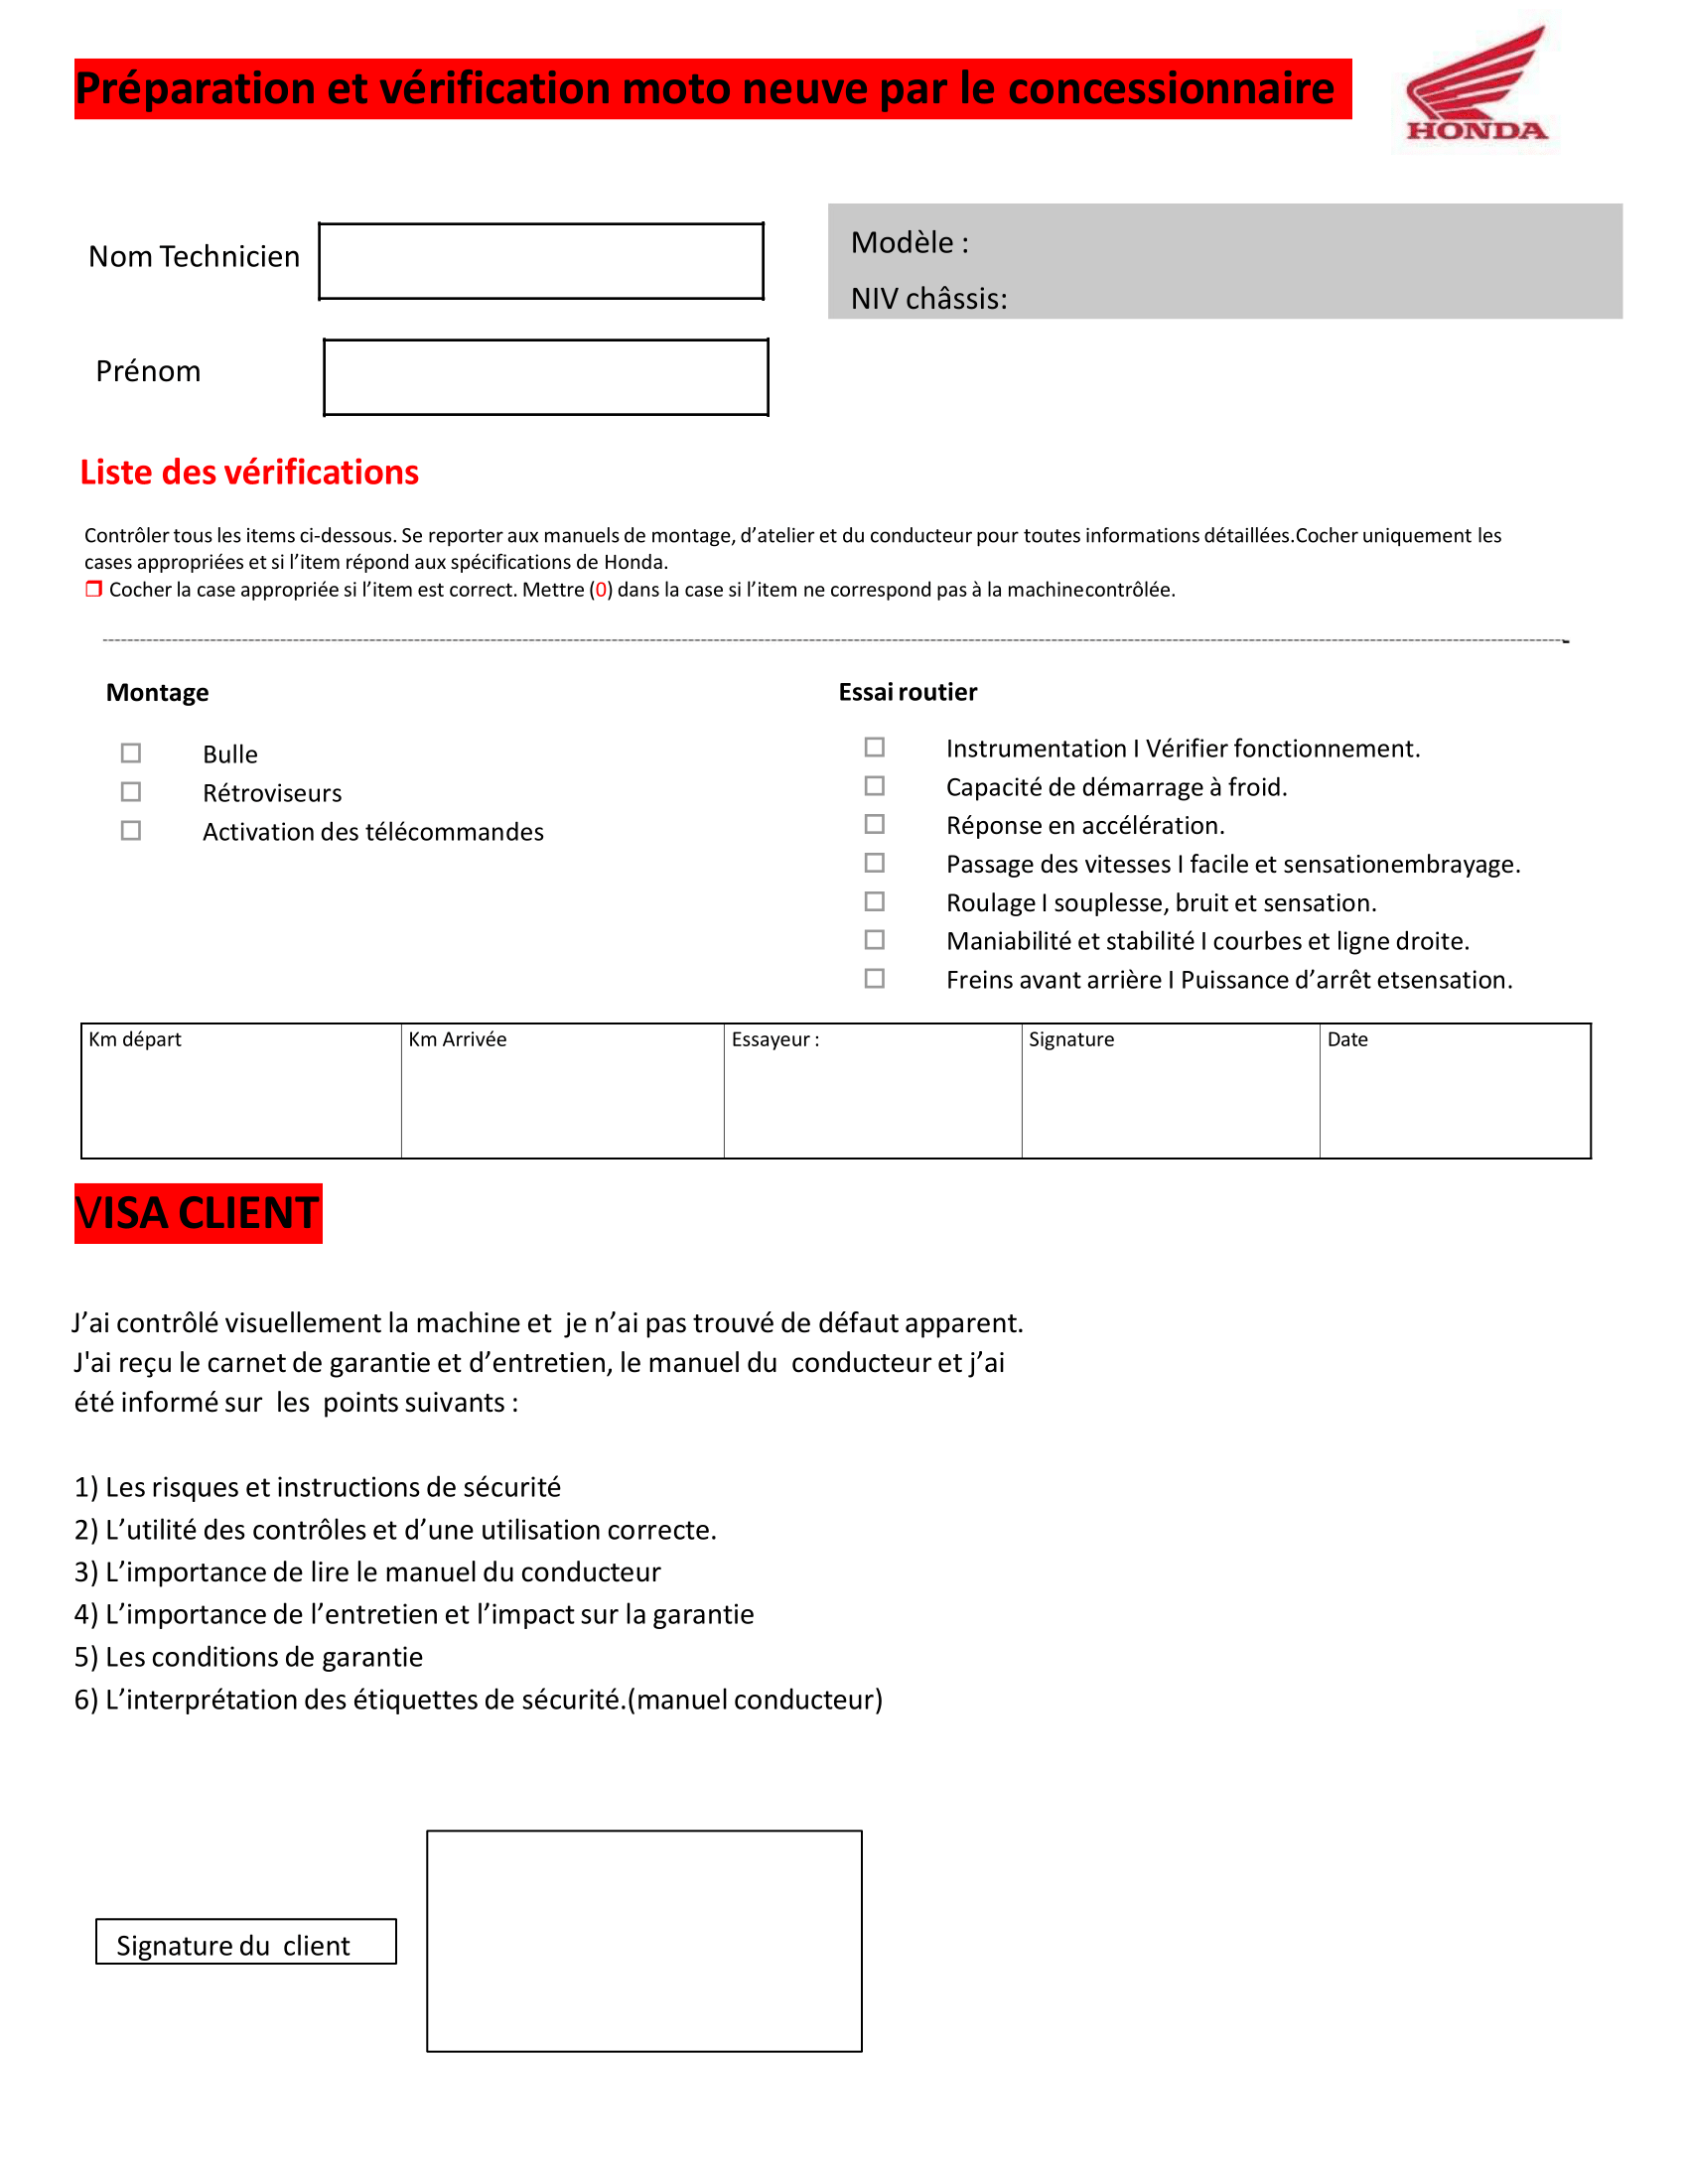 Préparation et vérification moto neuve par le concessionnaire
HONDA
Nom Technicien
Modèle :
NIV châssis:
Prénom
Liste des vérifications
Contrôler tous les items ci-dessous. Se reporter aux manuels de montage, d’atelier et du conducteur pour toutes informations détaillées.Cocher uniquement les
cases appropriées et si l’item répond aux spécifications de Honda.
❒ Cocher la case appropriée si l’item est correct. Mettre (0) dans la case si l’item ne correspond pas à la machinecontrôlée.
Montage
☐ Bulle
☐ Rétroviseurs
☐ Activation des télécommandes
Essai routier
☐ Instrumentation I Vérifier fonctionnement.
☐ Capacité de démarrage à froid.
☐ Réponse en accélération.
☐ Passage des vitesses I facile et sensationembrayage.
☐ Roulage I souplesse, bruit et sensation.
☐ Maniabilité et stabilité I courbes et ligne droite.
☐ Freins avant arrière I Puissance d’arrêt etsensation.
Km départ Km Arrivée Essayeur : Signature Date
VISA CLIENT
J’ai contrôlé visuellement la machine et je n’ai pas trouvé de défaut apparent.
J'ai reçu le carnet de garantie et d’entretien, le manuel du conducteur et j’ai
été informé sur les points suivants :
1) Les risques et instructions de sécurité
2) L’utilité des contrôles et d’une utilisation correcte.
3) L’importance de lire le manuel du conducteur
4) L’importance de l’entretien et l’impact sur la garantie
5) Les conditions de garantie
6) L’interprétation des étiquettes de sécurité.(manuel conducteur)
Signature du client